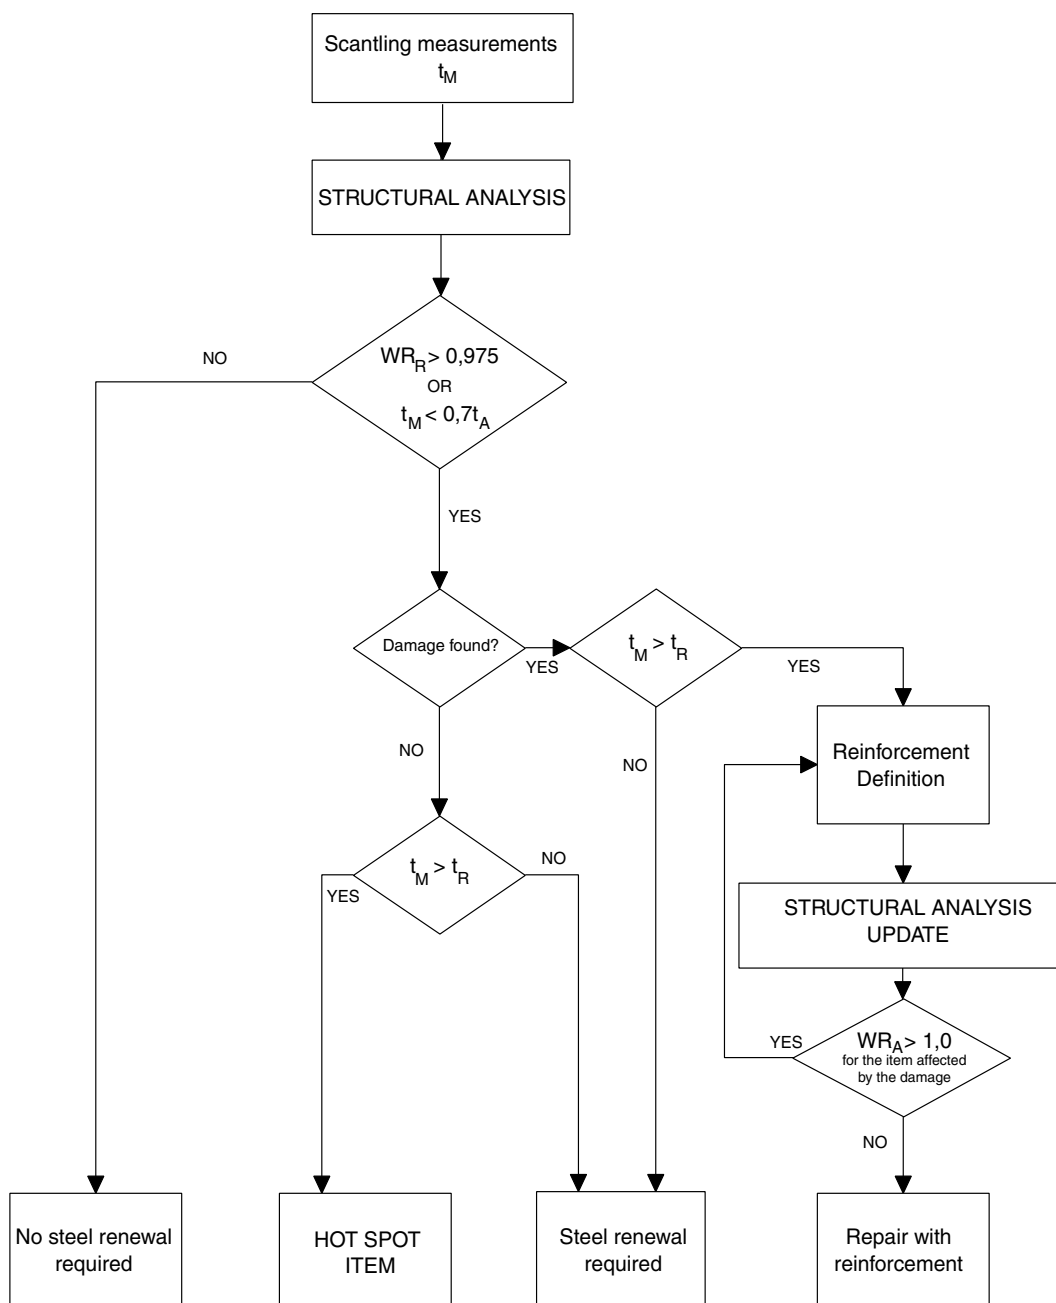 Scantling measurements
tM
STRUCTURAL ANALYSIS
NO
WRR > 0,975
OR
tM < 0,7tA
YES
Damage found?
YES
tM > tR
YES
NO
NO
Reinforcement
Definition
tM > tR
YES
NO
STRUCTURAL ANALYSIS
UPDATE
YES
WRA > 1,0
for the item affected
by the damage
NO
No steel renewal
required
HOT SPOT
ITEM
Steel renewal
required
Repair with
reinforcement